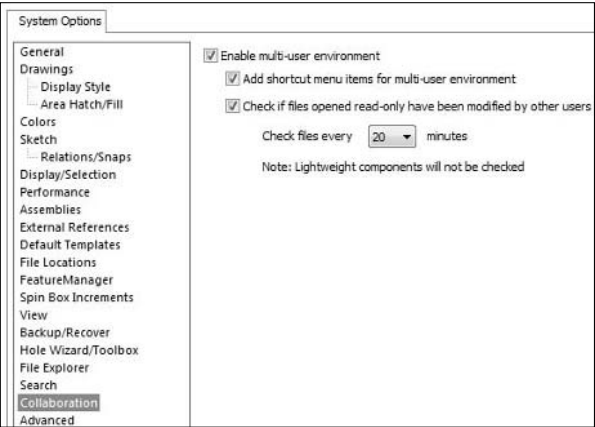 System Options
General
Drawings
Display Style
Area Hatch/Fill
Colors
Sketch
Relations/Snaps
Display/Selection
Performance
Assemblies
External References
Default Templates
File Locations
FeatureManager
Spin Box Increments
View
Backup/Recover
Hole Wizard/Toolbox
File Explorer
Search
Collaboration
Advanced
Enable multi-user environment
Add shortcut menu items for multi-user environment
Check if files opened read-only have been modified by other users
Check files every 20 minutes
Note: Lightweight components will not be checked